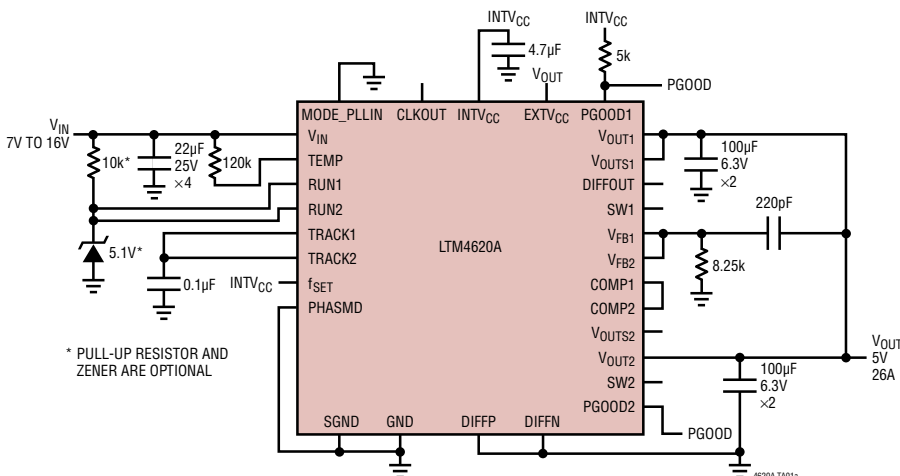 INTVCC
4.7µF
VOUT
INTVCC
5k
PGOOD
MODE_PLLIN CLKOUT INTVCC EXTVCC PGOOD1
VIN
7V TO 16V
10k*
22µF
25V
×4
120k
5.1V*
0.1µF
INTVCC
* PULL-UP RESISTOR AND
ZENER ARE OPTIONAL
VIN
TEMP
RUN1
RUN2
TRACK1
TRACK2
fSET
PHASMD
LTM4620A
VOUT1
VOUTS1
DIFFOUT
SW1
VFB1
VFB2
COMP1
COMP2
VOUTS2
VOUT2
SW2
PGOOD2
SGND GND DIFFP DIFFN
100µF
6.3V
×2
220pF
8.25k
VOUT
5V
26A
100µF
6.3V
×2
PGOOD
4620A TA01a